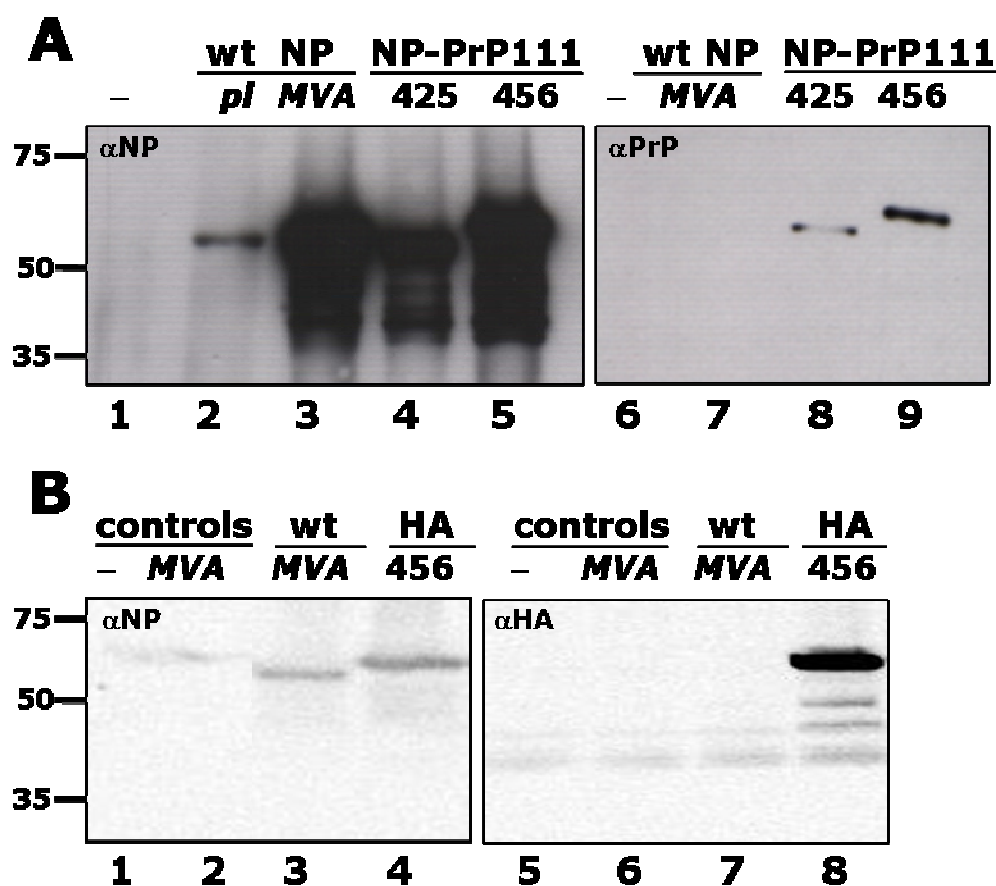 A
wt NP NP-PrP111 wt NP NP-PrP111
– pl MVA 425 456 – MVA 425 456
75 αNP αPrP
50
35
1 2 3 4 5 6 7 8 9
B
controls wt HA controls wt HA
– MVA MVA 456 – MVA MVA 456
75 αNP αHA
50
35
1 2 3 4 5 6 7 8